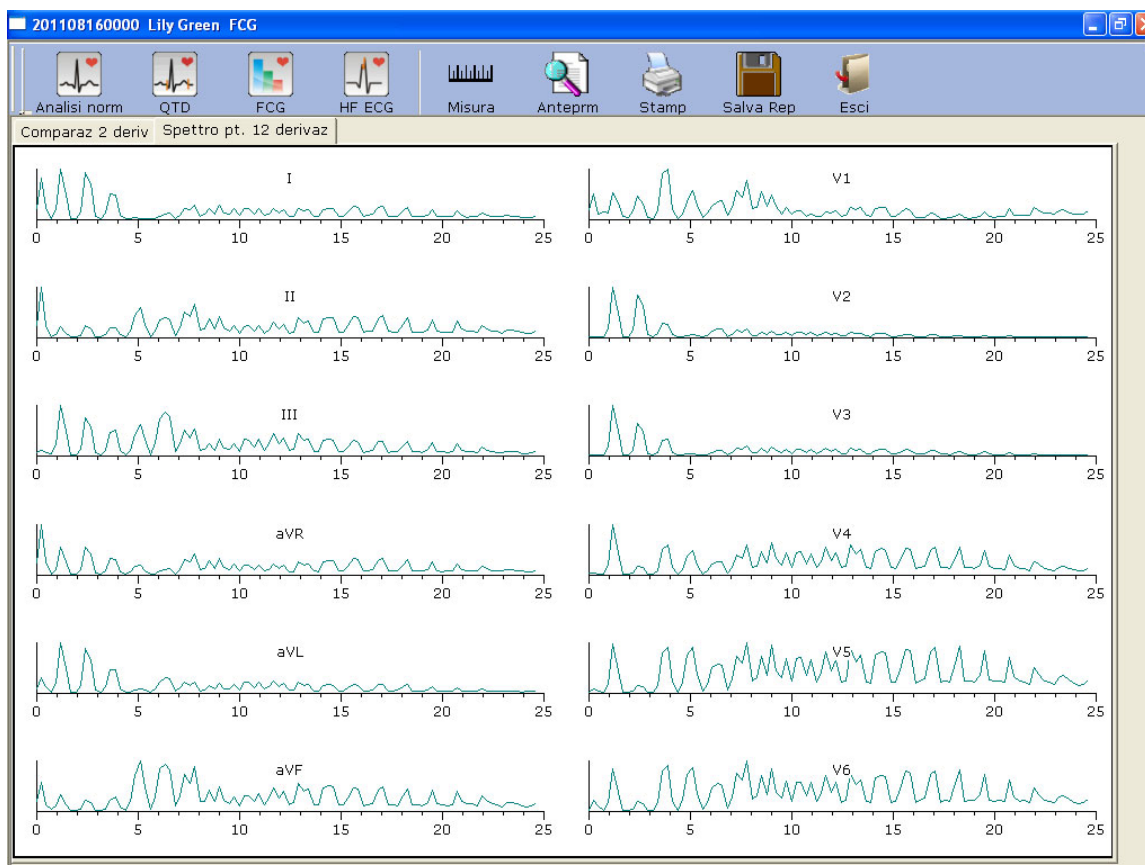 201108160000 Lily Green FCG
Analisi norm QTD FCG HF ECG Misura Anteprm Stamp Salva Rep Esci
Comparaz 2 deriv Spettro pt. 12 derivaz
I V1
0 5 10 15 20 25 0 5 10 15 20 25
II V2
0 5 10 15 20 25 0 5 10 15 20 25
III V3
0 5 10 15 20 25 0 5 10 15 20 25
aVR V4
0 5 10 15 20 25 0 5 10 15 20 25
aVL V5
0 5 10 15 20 25 0 5 10 15 20 25
aVF V6
0 5 10 15 20 25 0 5 10 15 20 25